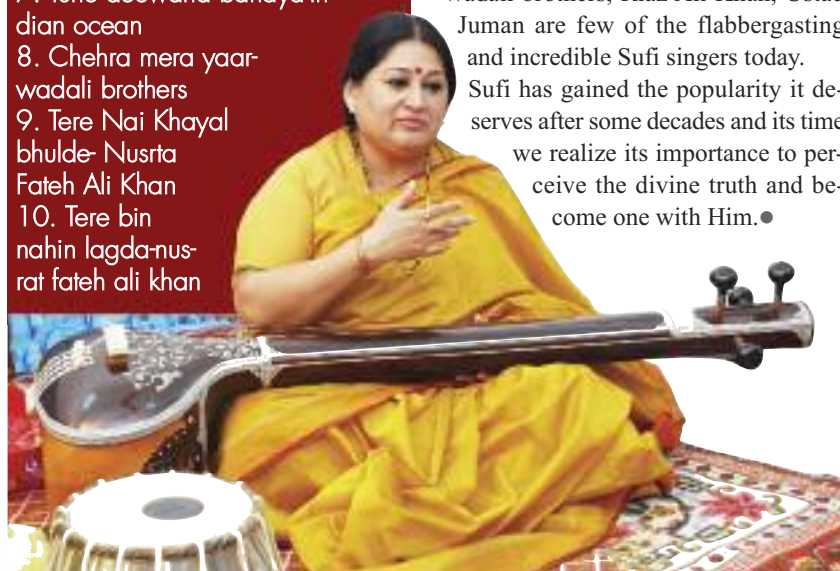 dian ocean
8. Chehra mera yaar-
wadali brothers
9. Tere Nai Khayal
bhulde- Nusrta
Fateh Ali Khan
10. Tere bin
nahin lagda-nus-
rat fateh ali khan
Juman are few of the flabbergasting
and incredible Sufi singers today.
Sufi has gained the popularity it de-
serves after some decades and its time
we realize its importance to per-
ceive the divine truth and be-
come one with Him.●